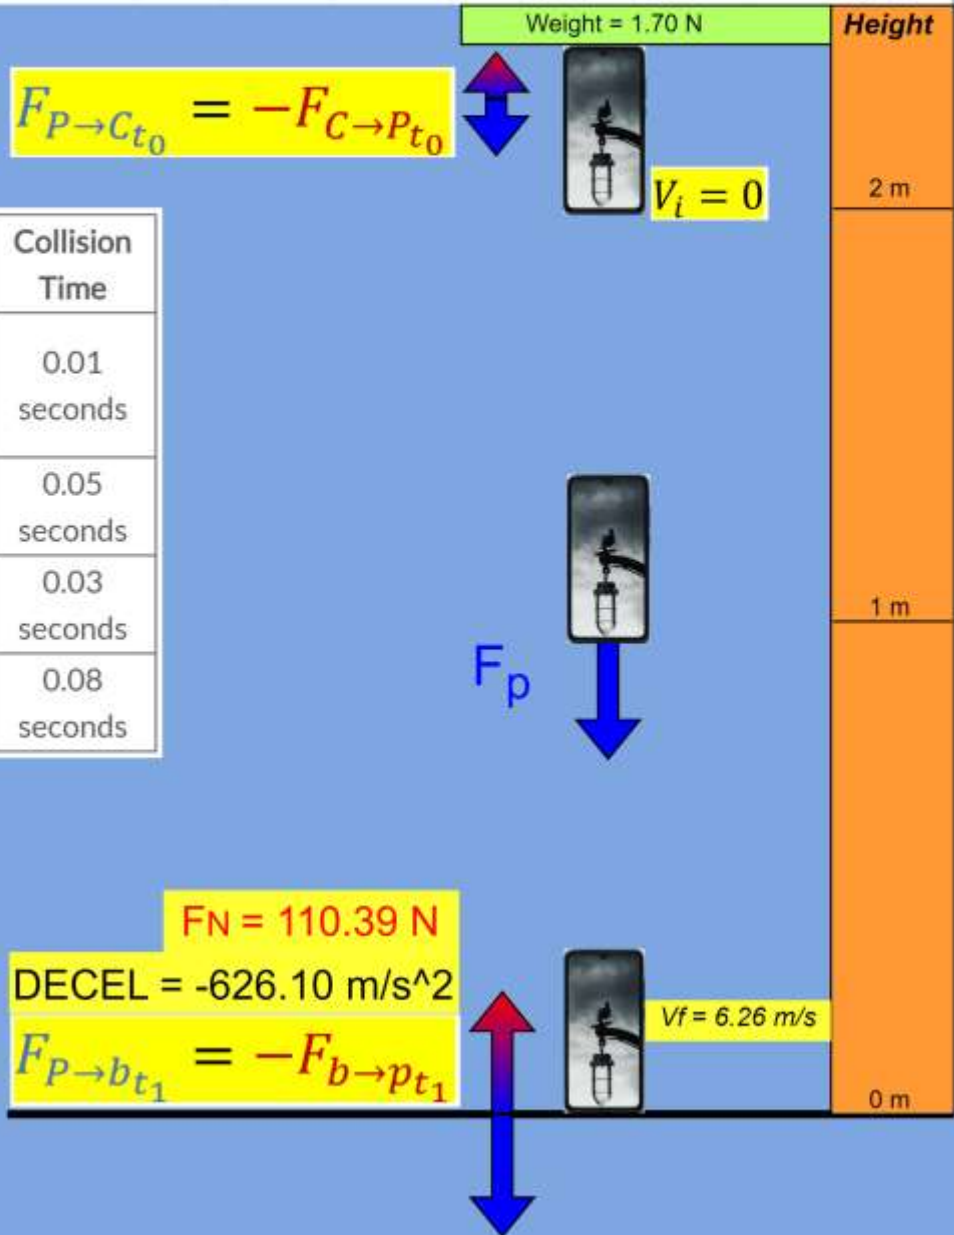 Weight = 1.70 N
Height
F_{P→C_{t_0}} = −F_{C→P_{t_0}}
V_i = 0
2 m
Collision
Time
0.01
seconds
0.05
seconds
0.03
seconds
0.08
seconds
1 m
F_p
FN = 110.39 N
DECEL = -626.10 m/s^2
Vf = 6.26 m/s
F_{P→b_{t_1}} = −F_{b→p_{t_1}}
0 m